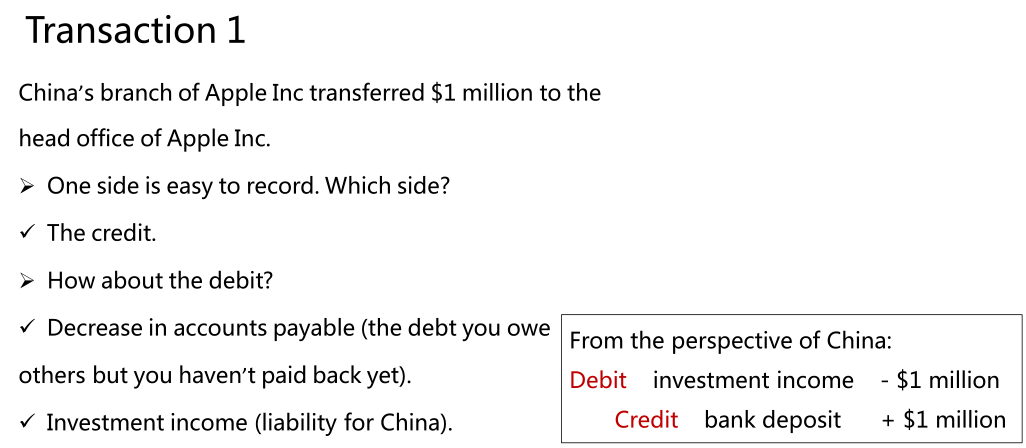 Transaction 1
China's branch of Apple Inc transferred $1 million to the
head office of Apple Inc.
➢ One side is easy to record. Which side?
✓ The credit.
➢ How about the debit?
✓ Decrease in accounts payable (the debt you owe
others but you haven't paid back yet).
✓ Investment income (liability for China).
From the perspective of China:
Debit investment income - $1 million
Credit bank deposit + $1 million